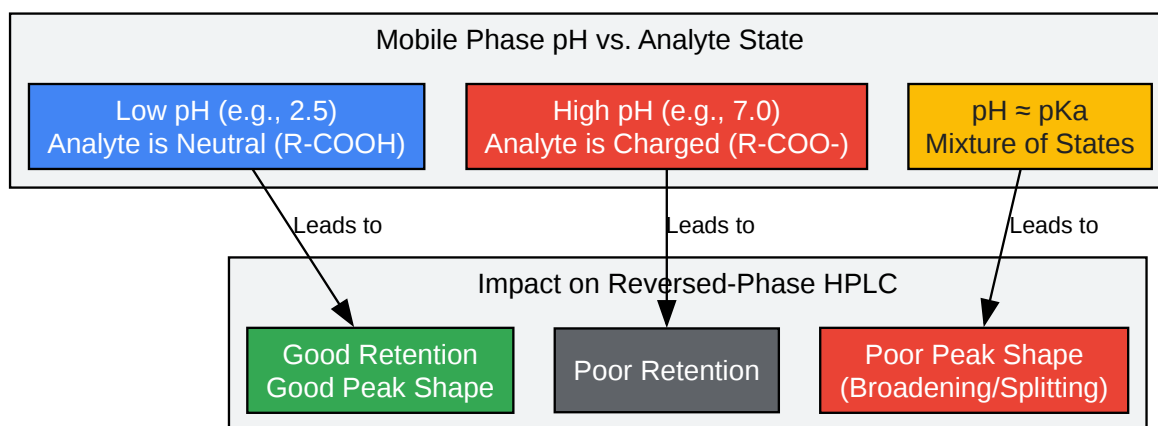 Mobile Phase pH vs. Analyte State
Low pH (e.g., 2.5)
Analyte is Neutral (R-COOH)
High pH (e.g., 7.0)
Analyte is Charged (R-COO-)
pH ≈ pKa
Mixture of States
Leads to
Leads to
Leads to
Impact on Reversed-Phase HPLC
Good Retention
Good Peak Shape
Poor Retention
Poor Peak Shape
(Broadening/Splitting)